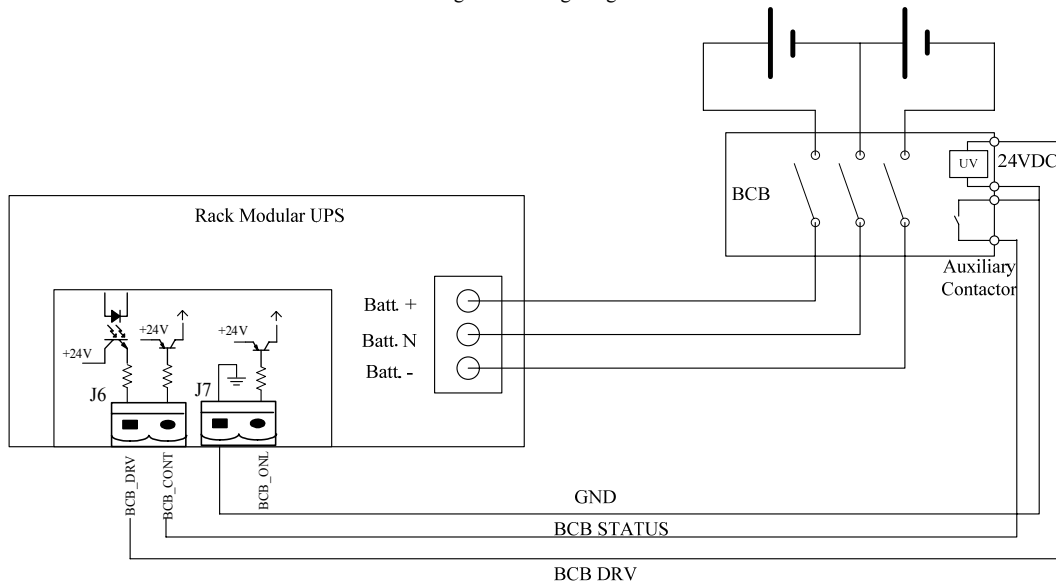 Rack Modular UPS
Batt. +
Batt. N
Batt. -
+24V
+24V
+24V
J6
J7
BCB_DRV
BCB_CONT
BCB_ONL
BCB
UV
24VDC
Auxiliary
Contactor
GND
BCB STATUS
BCB DRV